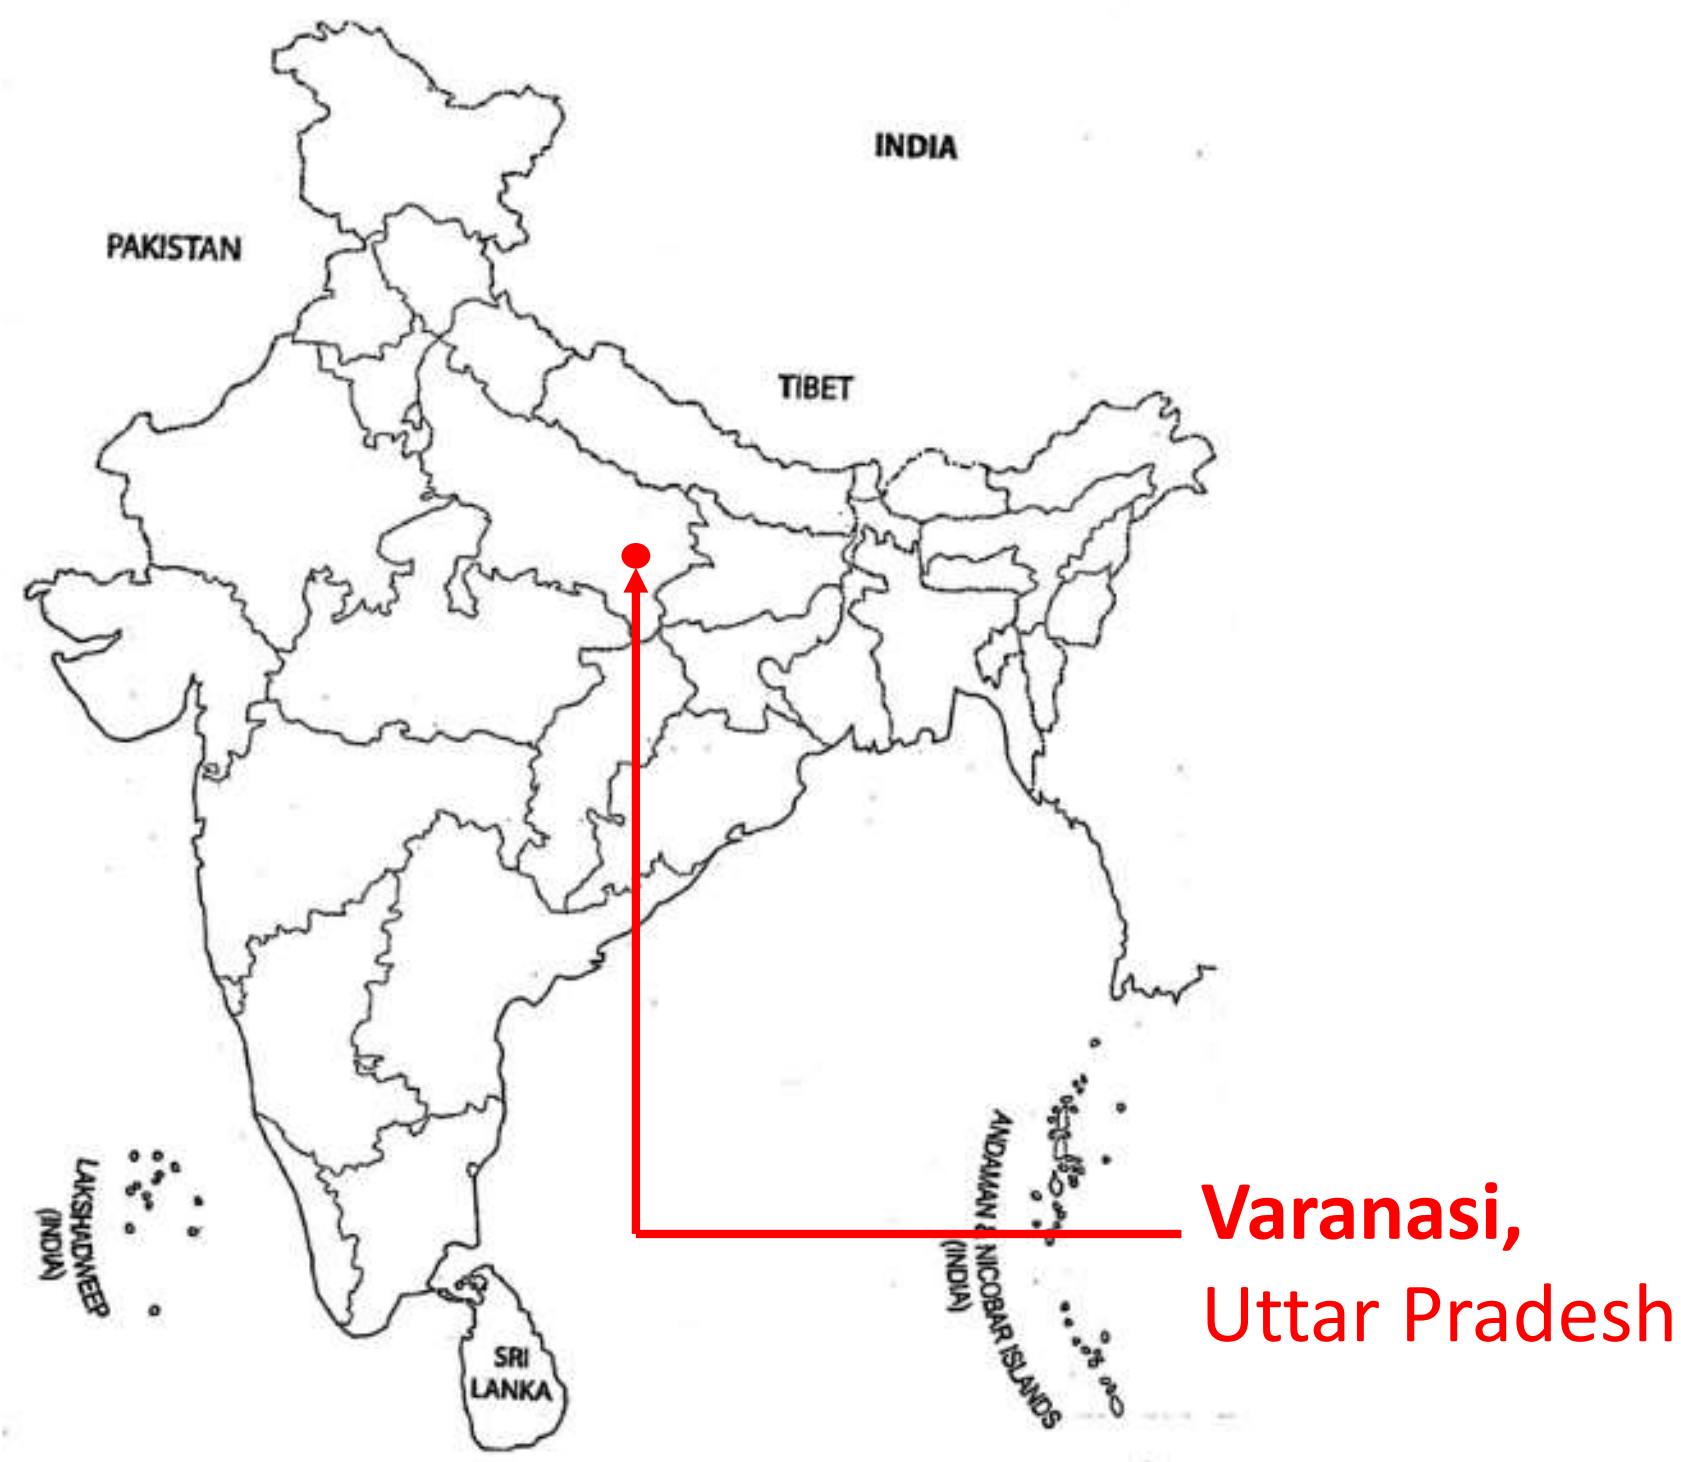 INDIA
PAKISTAN
TIBET
LAKSHADWEEP
(INDIA)
ANDAMAN & NICOBAR ISLANDS
(INDIA)
Varanasi,
Uttar Pradesh
SRI
LANKA